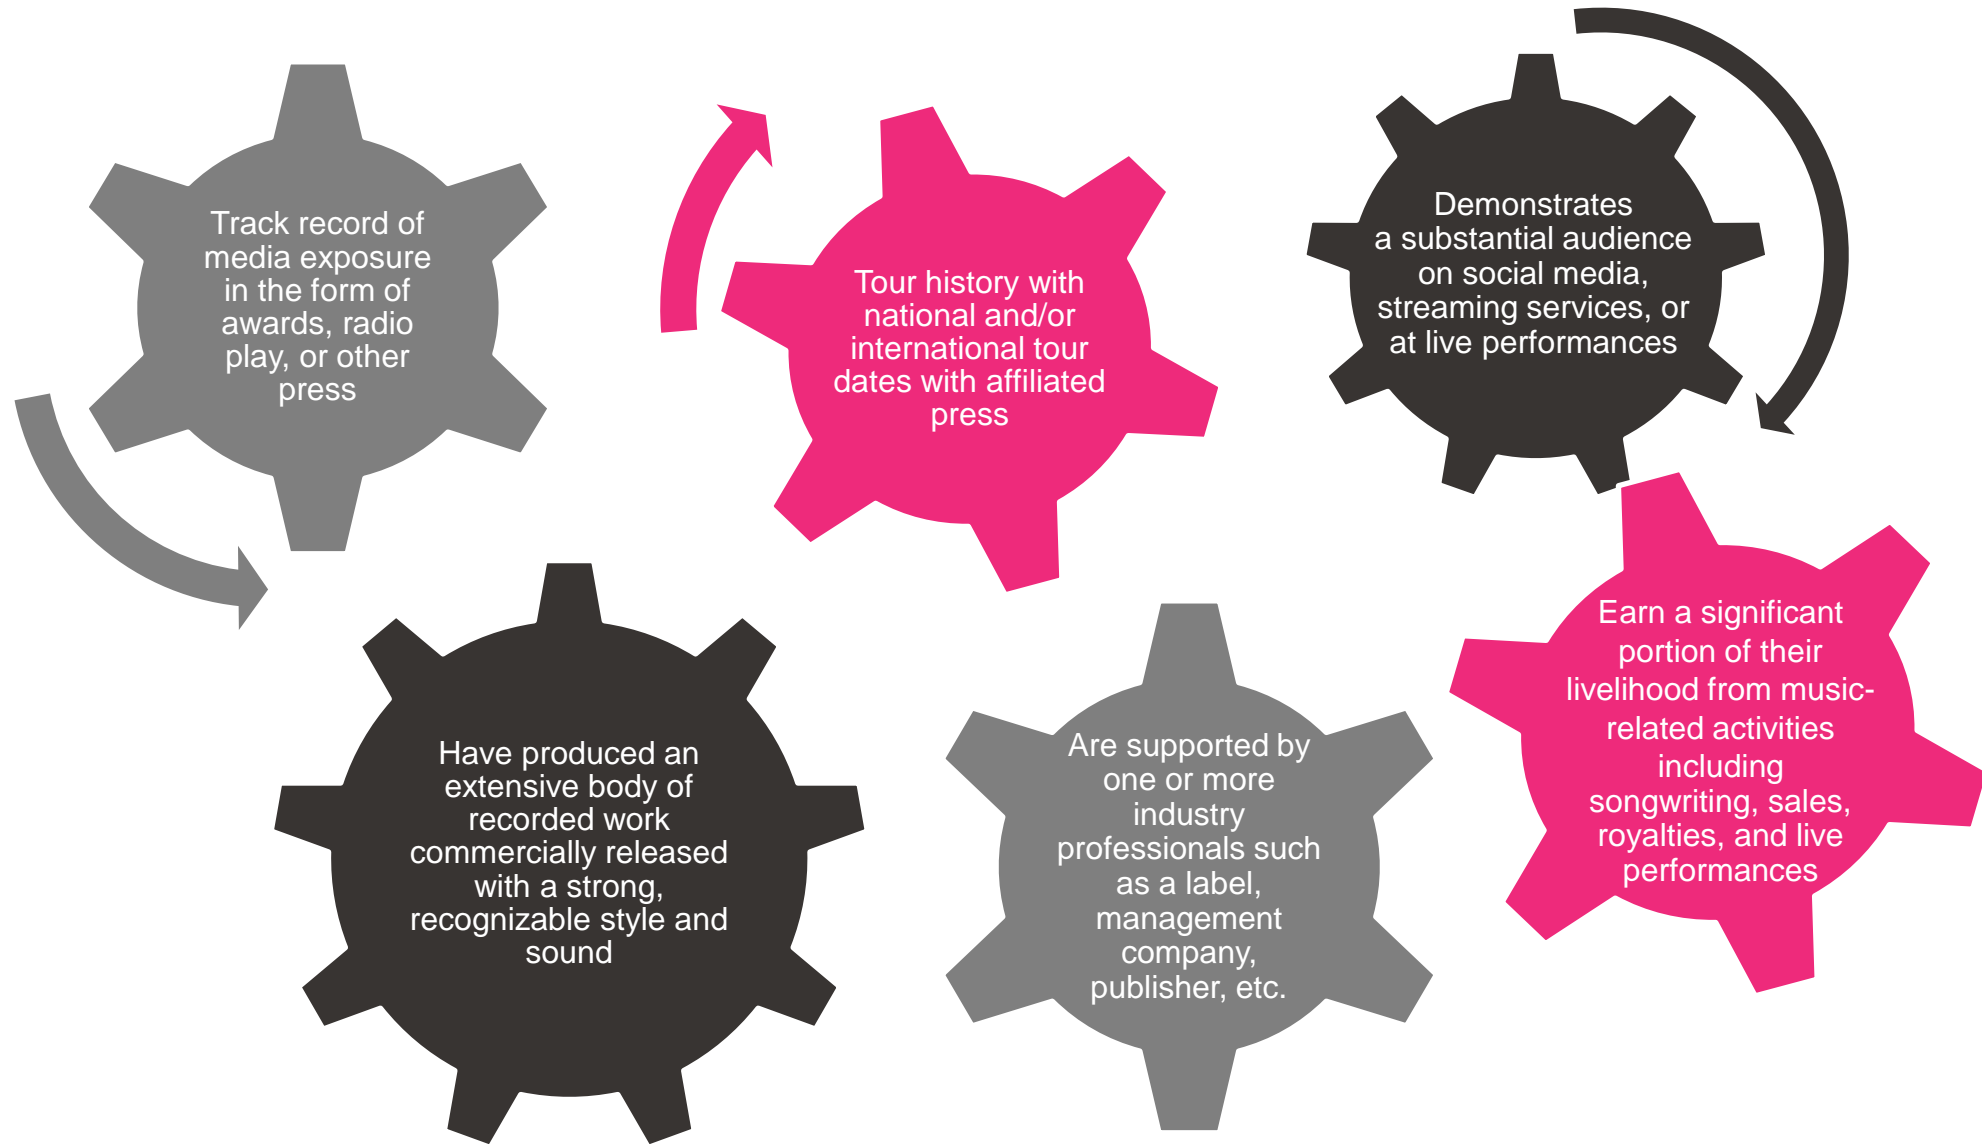 Track record of
media exposure
in the form of
awards, radio
play, or other
press
Tour history with
national and/or
international tour
dates with affiliated
press
Demonstrates
a substantial audience
on social media,
streaming services, or
at live performances
Have produced an
extensive body of
recorded work
commercially released
with a strong,
recognizable style and
sound
Are supported by
one or more
industry
professionals such
as a label,
management
company,
publisher, etc.
Earn a significant
portion of their
livelihood from music-
related activities
including
songwriting, sales,
royalties, and live
performances